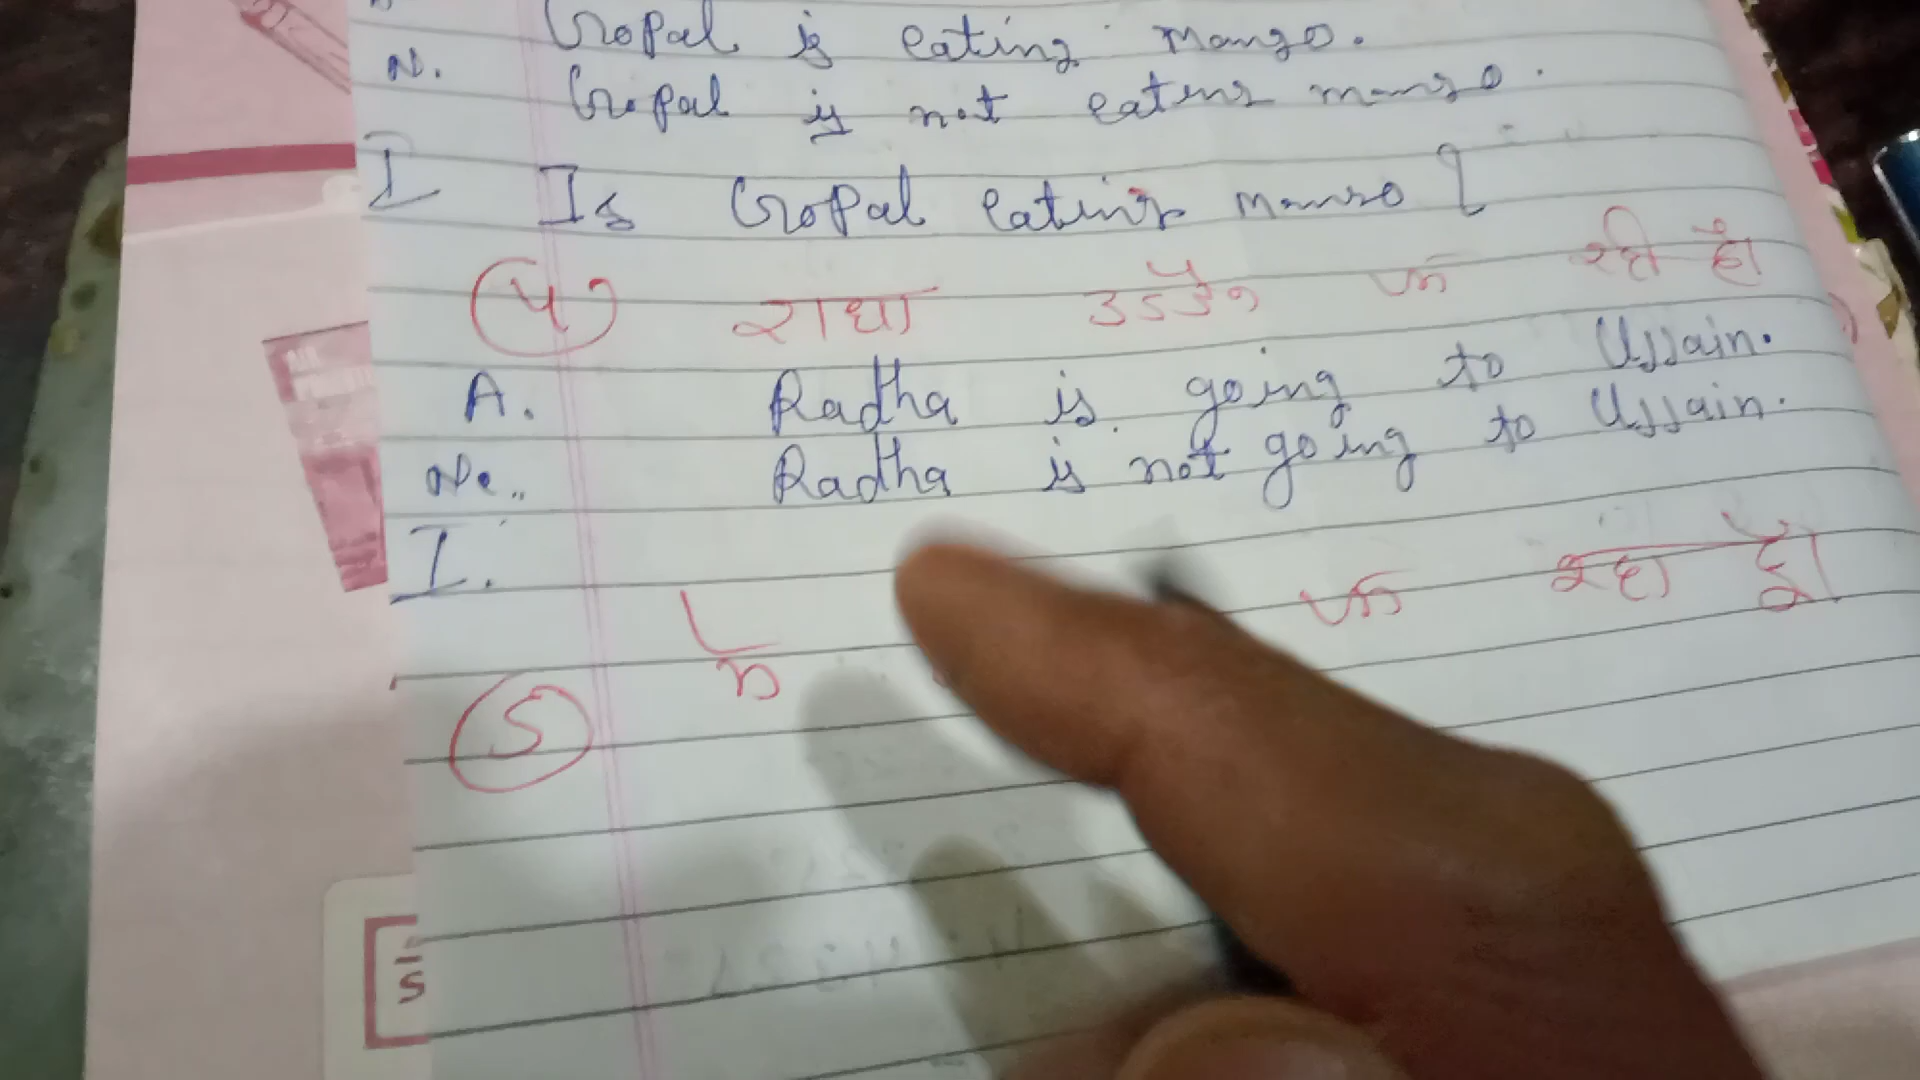 Gopal is eating mango.
N. Gopal is not eating mango.
I Is Gopal eating mango ?
४ राधा उज्जैन जा रही है।
A. Radha is going to Ujjain.
Ne. Radha is not going to Ujjain.
I.
जा रहा है।
5